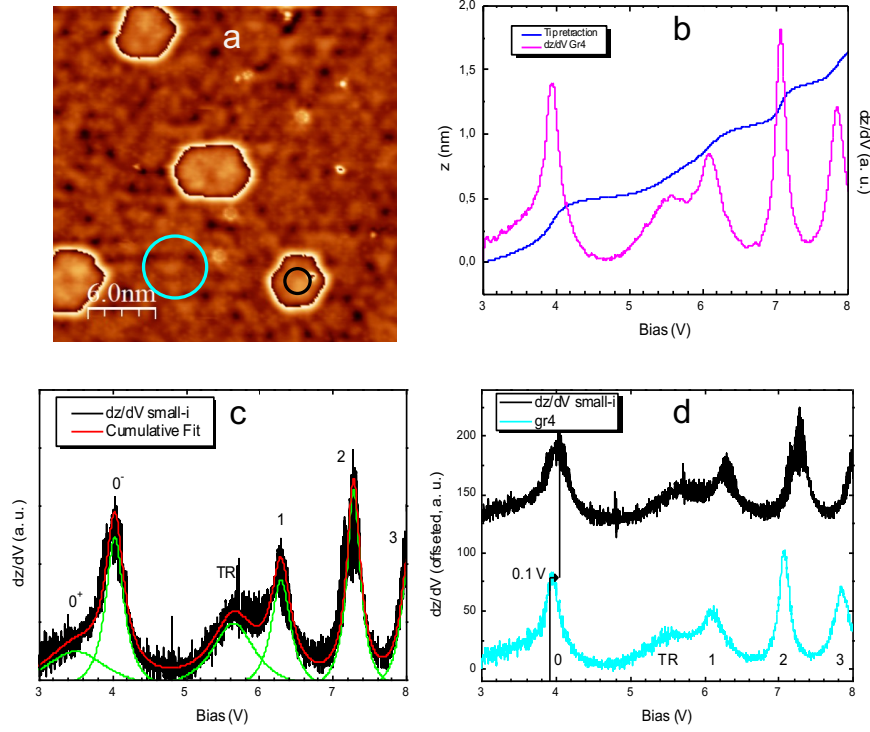 a
6.0nm
b
Tip retraction
dz/dV Gr4
2,0
1,5
1,0
0,5
0,0
z (nm)
dz/dV (a. u.)
3 4 5 6 7 8
Bias (V)
c
dz/dV small-i
Cumulative Fit
0+
0-
TR
1
2
3
dz/dV (a. u.)
3 4 5 6 7 8
Bias(V)
d
dz/dV small-i
gr4
200
150
100
50
0
dz/dV (offseted, a. u.)
0.1 V
0 TR 1 2 3
3 4 5 6 7 8
Bias (V)